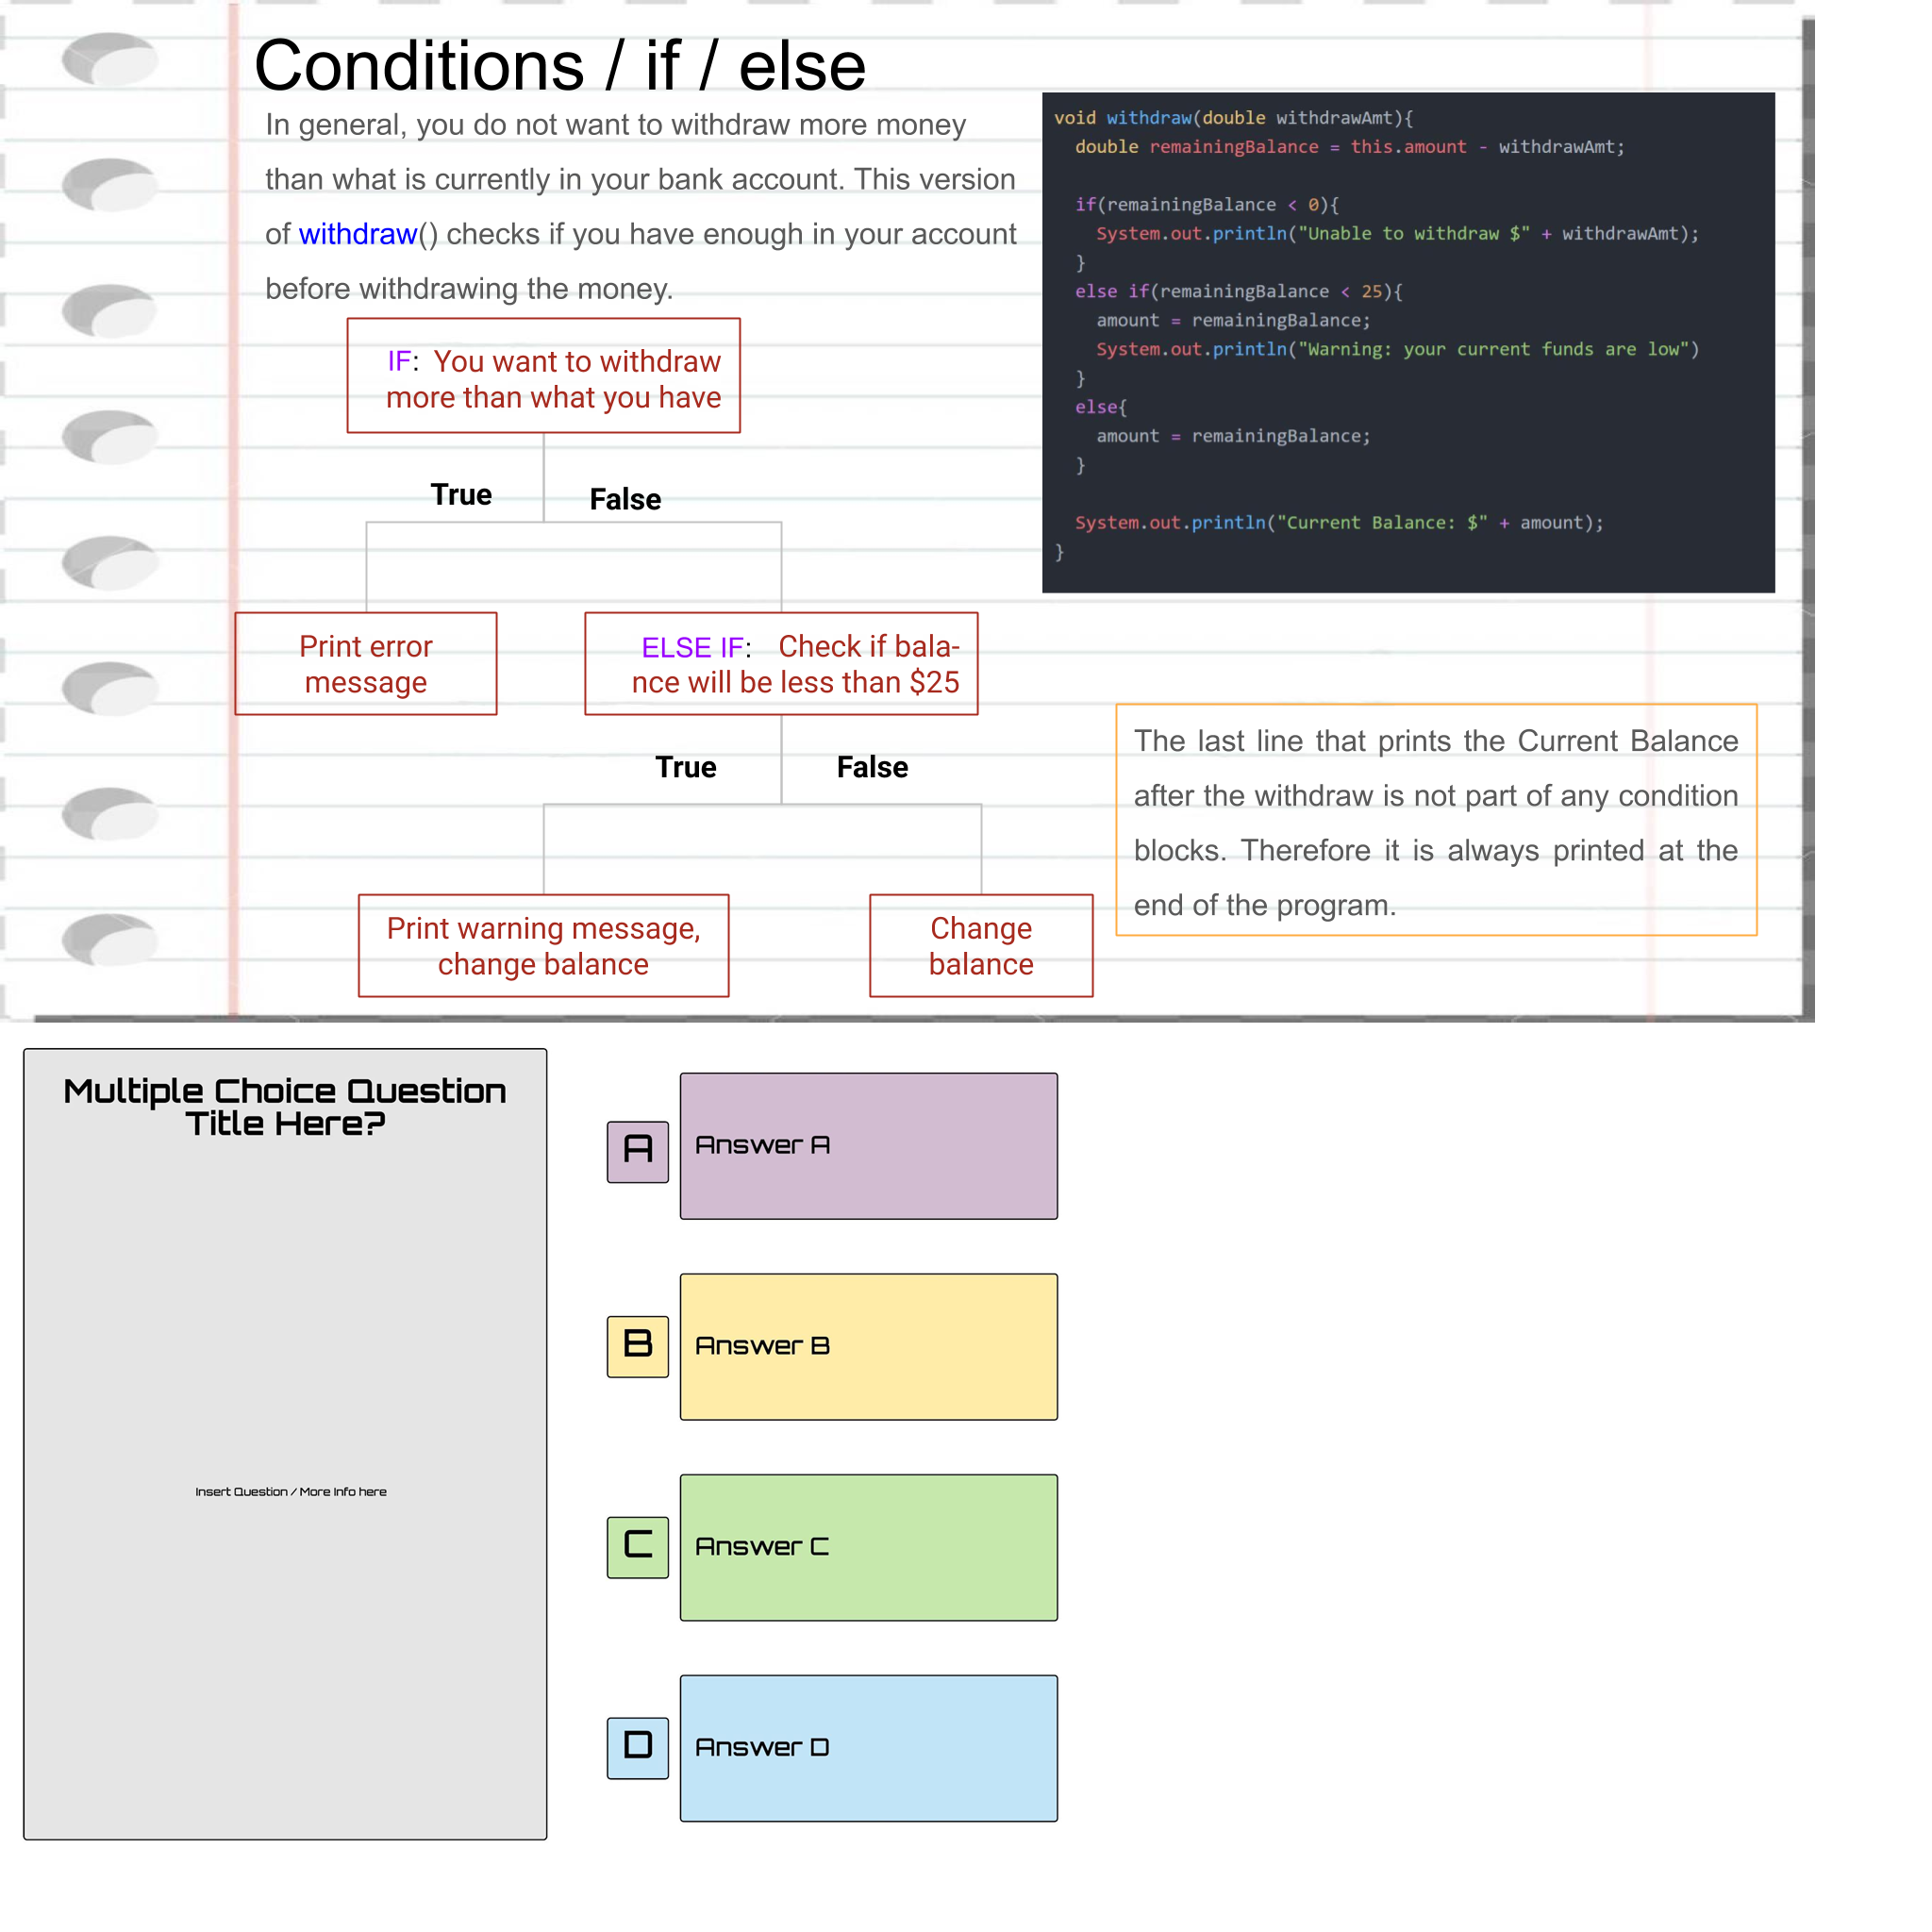 Conditions / if / else
In general, you do not want to withdraw more money
than what is currently in your bank account. This version
of withdraw() checks if you have enough in your account
before withdrawing the money.
void withdraw(double withdrawAmt){
double remainingBalance = this.amount - withdrawAmt;
if(remainingBalance < 0){
System.out.println("Unable to withdraw $" + withdrawAmt);
}
else if(remainingBalance < 25){
amount = remainingBalance;
System.out.println("Warning: your current funds are low")
}
else{
amount = remainingBalance;
}
System.out.println("Current Balance: $" + amount);
}
IF: You want to withdraw
more than what you have
True
False
Print error
message
ELSE IF: Check if bala-
nce will be less than $25
True
False
Print warning message,
change balance
Change
balance
The last line that prints the Current Balance
after the withdraw is not part of any condition
blocks. Therefore it is always printed at the
end of the program.
Multiple Choice Question
Title Here?
Insert Question / More Info here
A
Answer A
B
Answer B
C
Answer C
D
Answer D